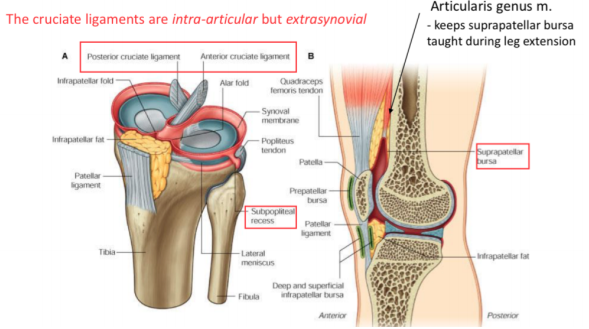 The cruciate ligaments are intra-articular but extrasynovial
Articularis genus m.
- keeps suprapatellar bursa
taught during leg extension
A
Posterior cruciate ligament
Anterior cruciate ligament
Infrapatellar fold
Alar fold
Synoval
membrane
Infrapatellar fat
Popliteus
tendon
Patellar
ligament
Subpopliteal
recess
Tibia
Lateral
meniscus
Fibula
B
Quadraceps
femoris tendon
Suprapatellar
bursa
Patella
Prepatellar
bursa
Patellar
ligament
Infrapatellar fat
Deep and superficial
infrapatellar bursa
Anterior
Posterior